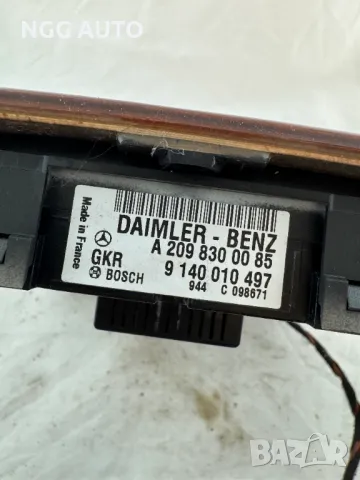 NGG AUTO
Made in France
DAIMLER - BENZ
A 209 830 00 85
GKR 9 140 010 497
BOSCH 944 C 098671
BAZAR
bg